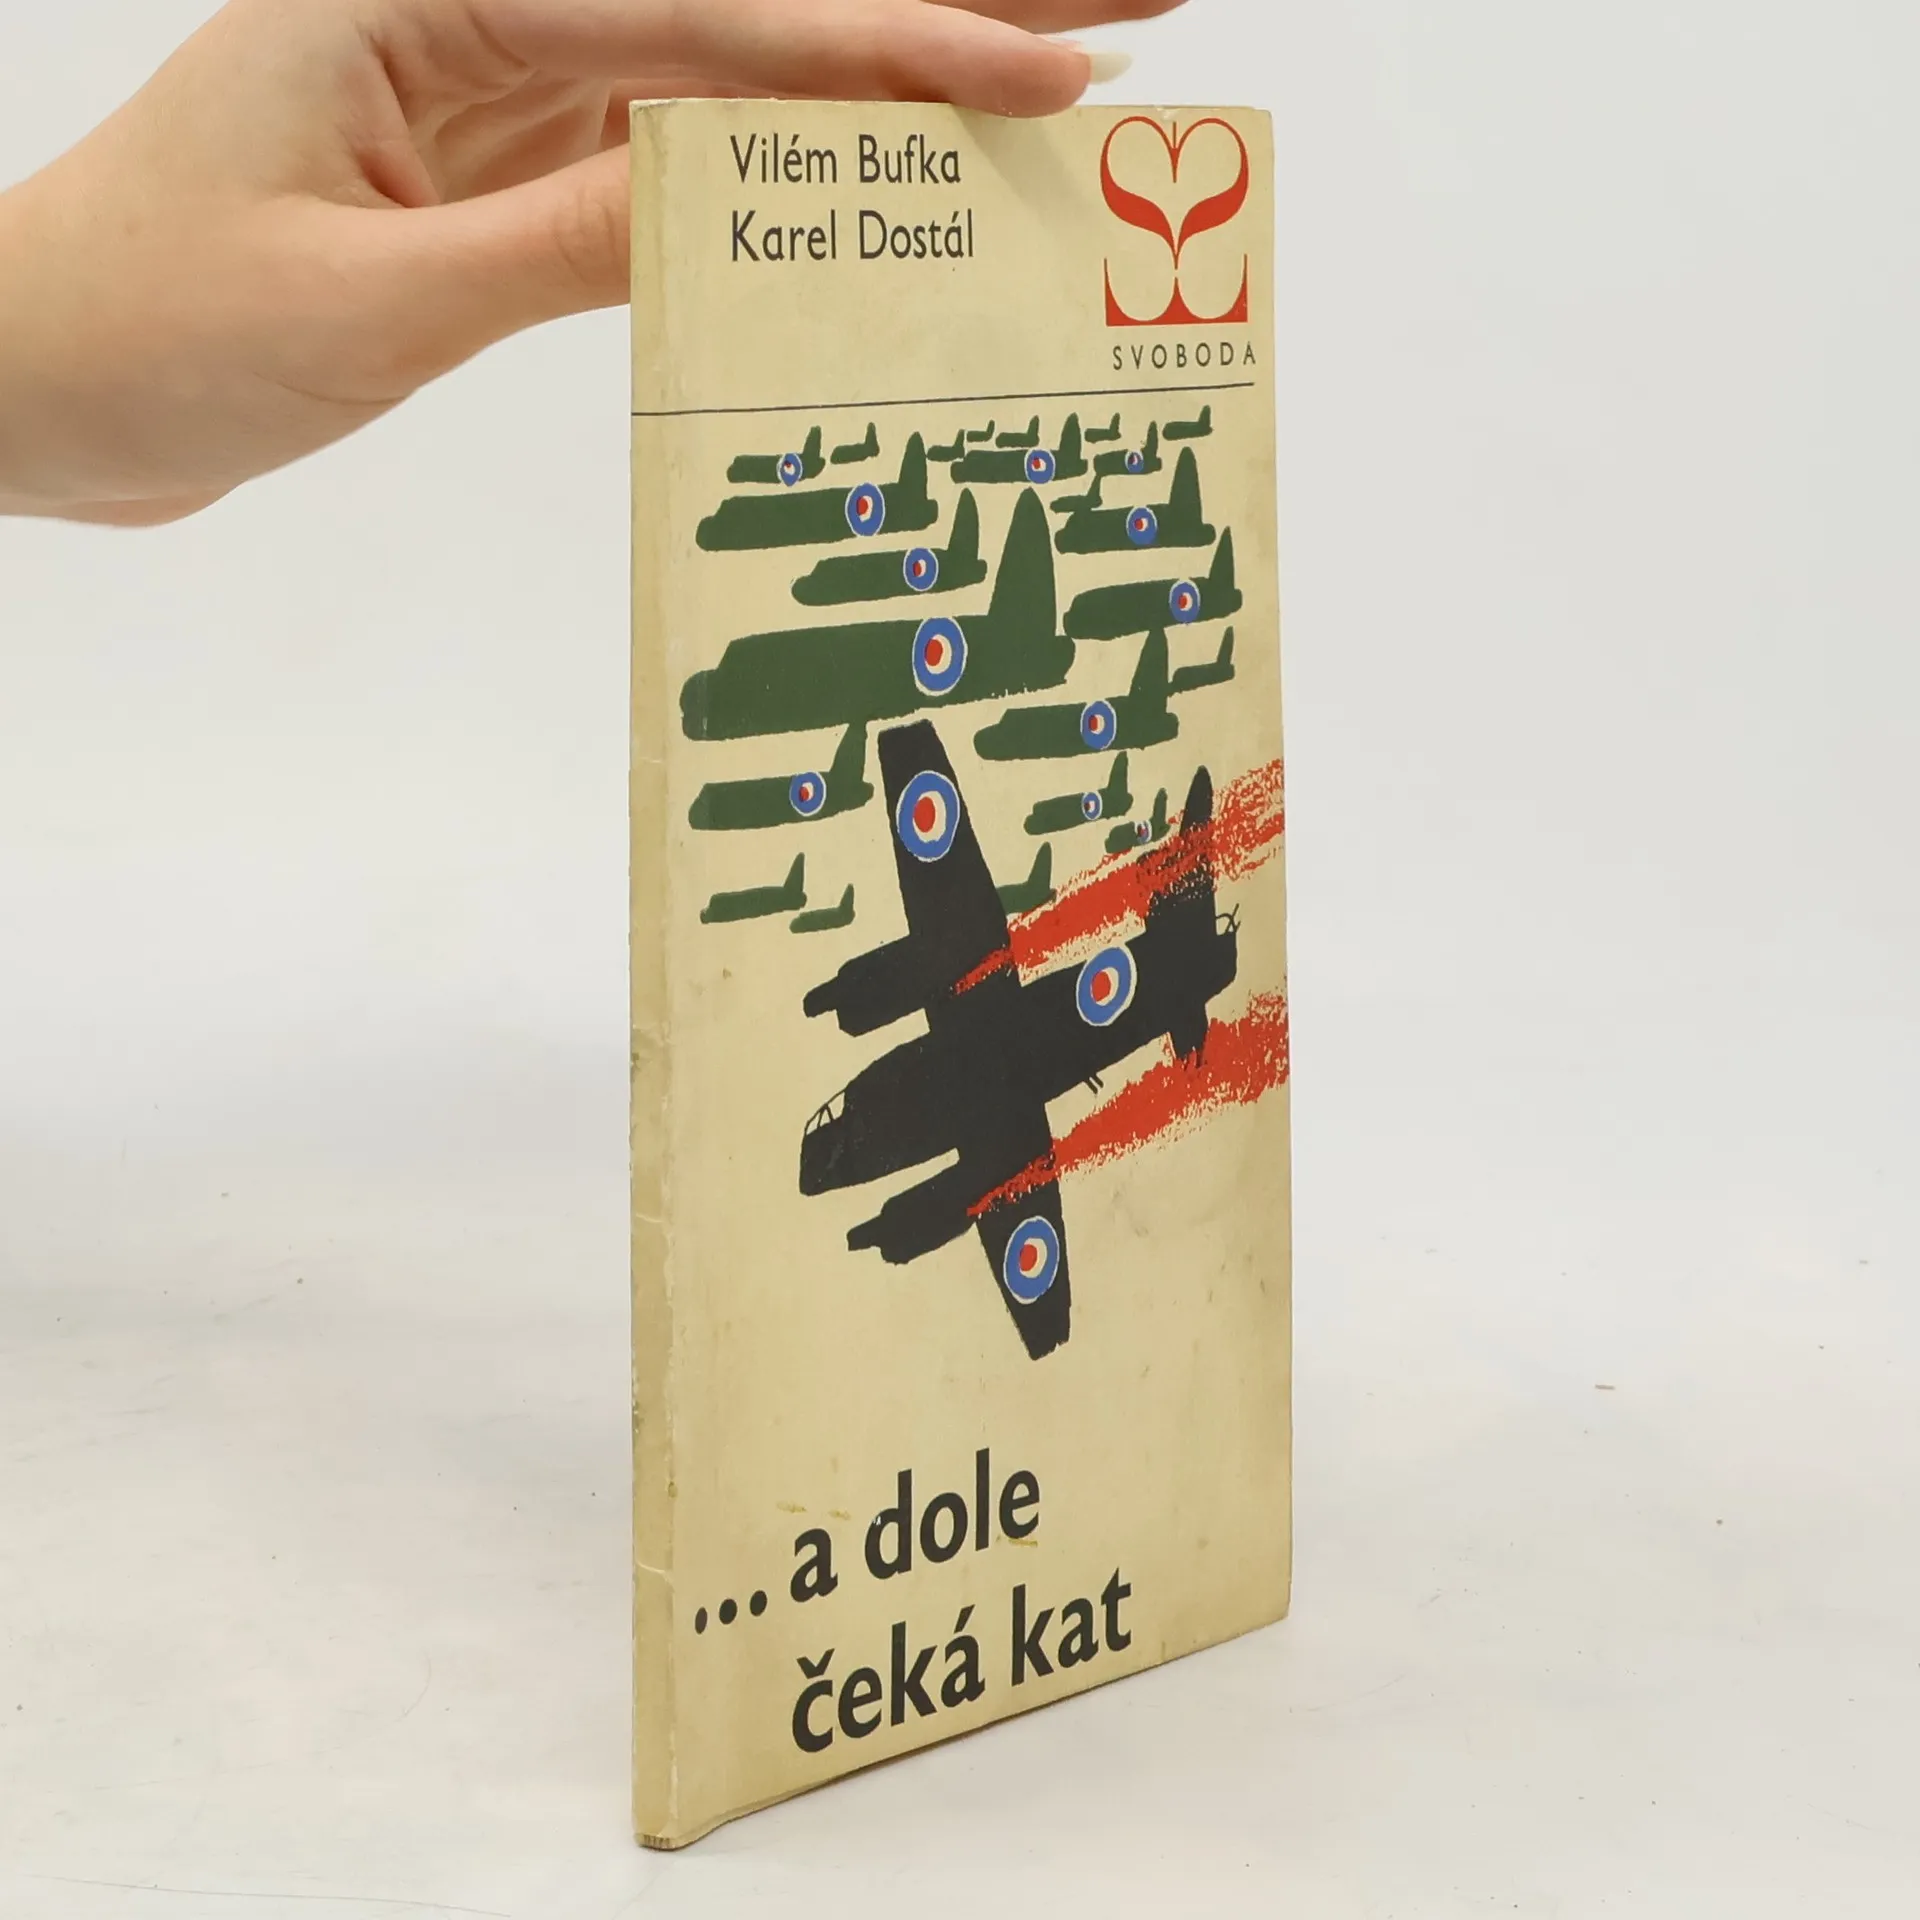 Vilém Bufka
Karel Dostál
SVOBODA
...a dole
čeká kat